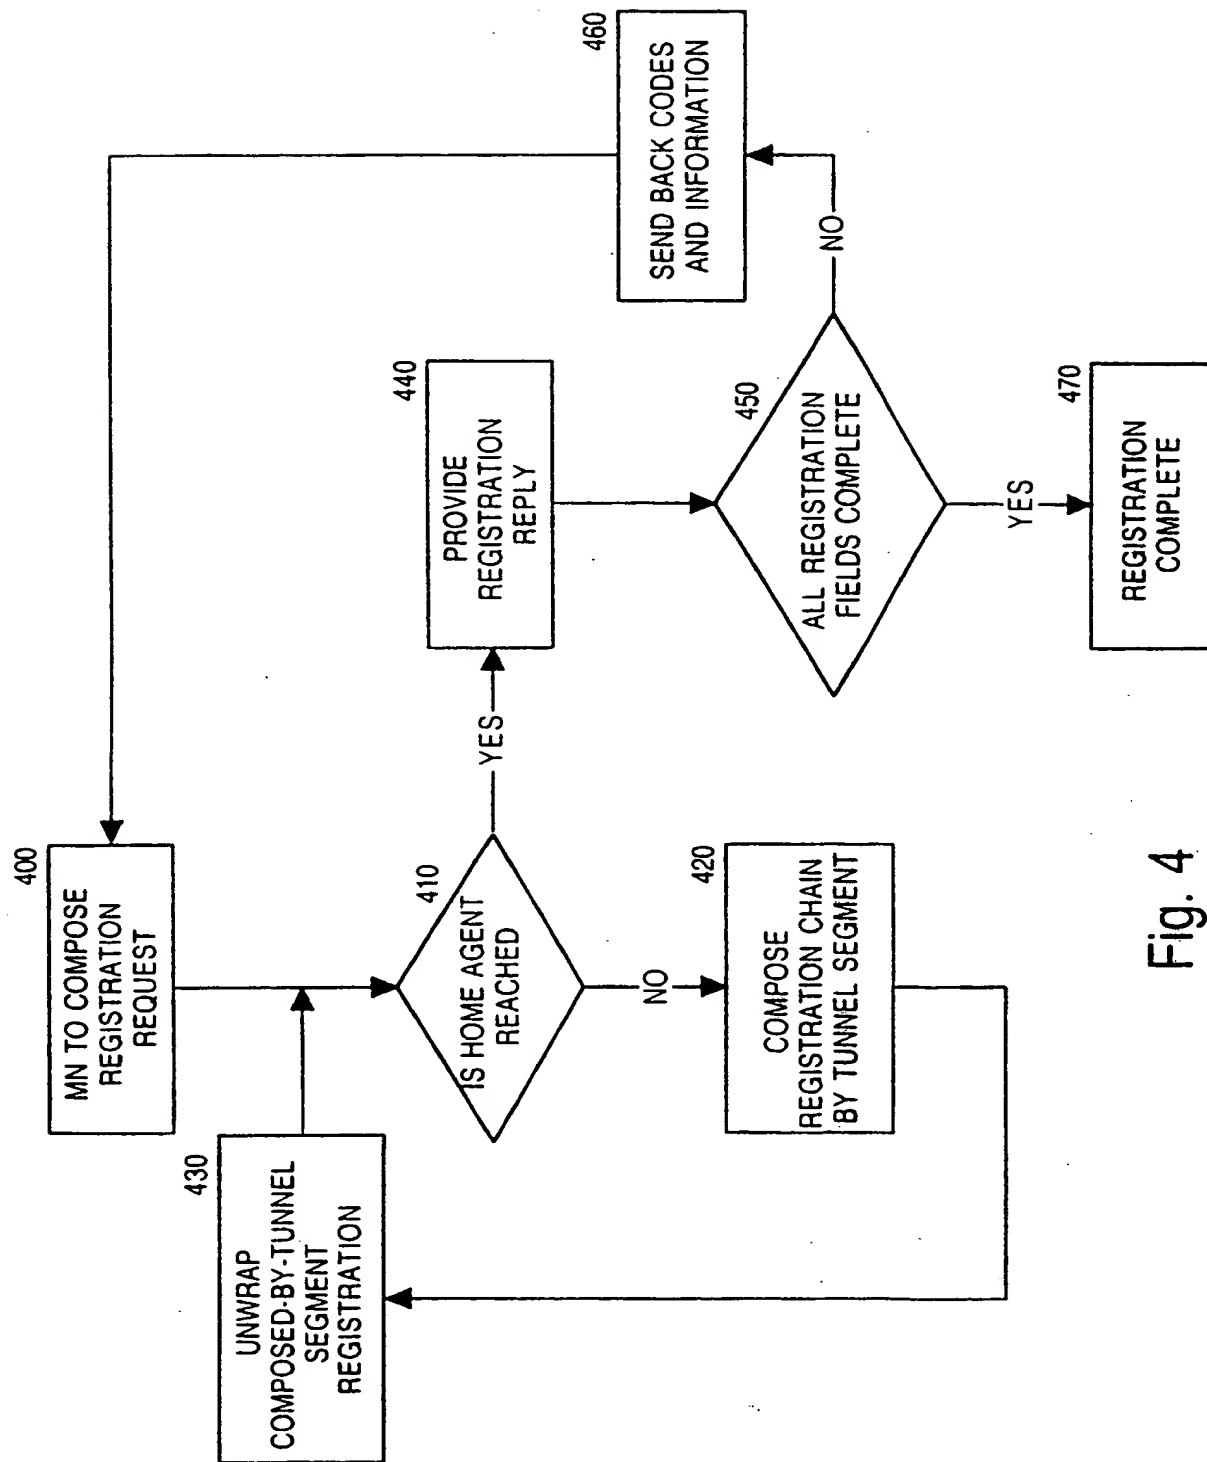 400
MN TO COMPOSE
REGISTRATION
REQUEST
430
UNWRAP
COMPOSED-BY-TUNNEL
SEGMENT
REGISTRATION
410
IS HOME AGENT
REACHED
YES
NO
420
COMPOSE
REGISTRATION CHAIN
BY TUNNEL SEGMENT
440
PROVIDE
REGISTRATION
REPLY
450
ALL REGISTRATION
FIELDS COMPLETE
NO
YES
460
SEND BACK CODES
AND INFORMATION
470
REGISTRATION
COMPLETE
Fig. 4